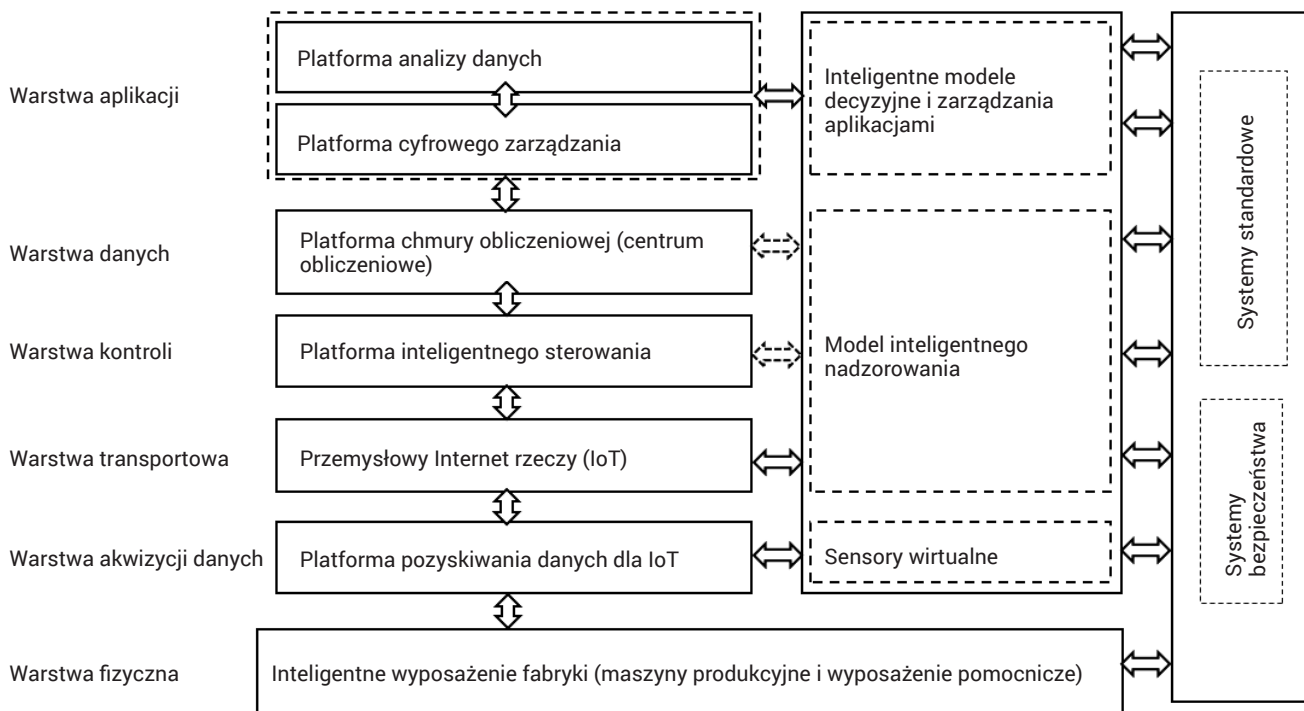 Warstwa aplikacji
Platforma analizy danych
Platforma cyfrowego zarządzania
Inteligentne modele
decyzyjne i zarządzania
aplikacjami
Warstwa danych
Platforma chmury obliczeniowej (centrum
obliczeniowe)
Warstwa kontroli
Platforma inteligentnego sterowania
Model inteligentnego
nadzorowania
Warstwa transportowa
Przemysłowy Internet rzeczy (IoT)
Warstwa akwizycji danych
Platforma pozyskiwania danych dla IoT
Sensory wirtualne
Warstwa fizyczna
Inteligentne wyposażenie fabryki (maszyny produkcyjne i wyposażenie pomocnicze)
Systemy standardowe
Systemy
bezpieczeństwa